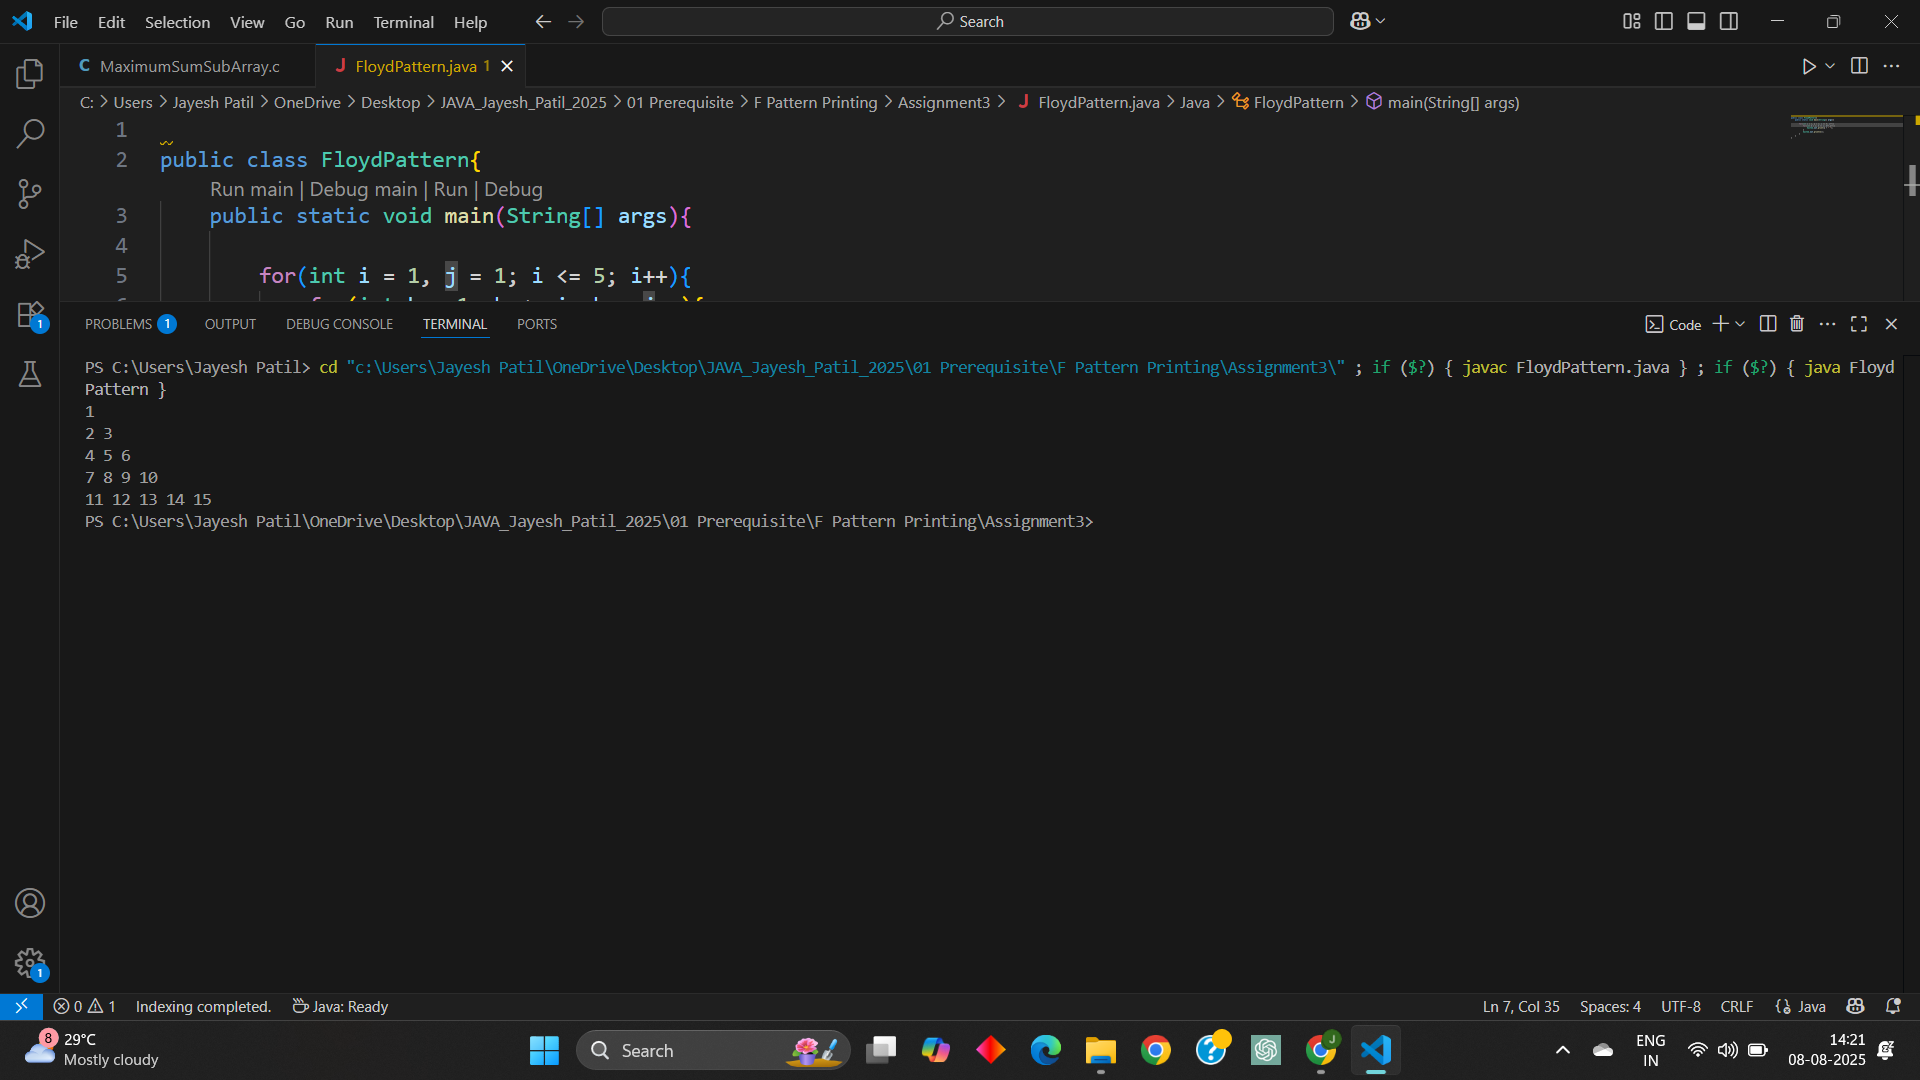 File Edit Selection View Go Run Terminal Help Search
C MaximumSumSubArray.c J FloydPattern.java 1
C: > Users > Jayesh Patil > OneDrive > Desktop > JAVA_Jayesh_Patil_2025 > 01 Prerequisite > F Pattern Printing > Assignment3 > J FloydPattern.java > Java > FloydPattern > main(String[] args)
1
2 public class FloydPattern{
Run main | Debug main | Run | Debug
3 public static void main(String[] args){
4
5 for(int i = 1, j = 1; i <= 5; i++){
PROBLEMS 1 OUTPUT DEBUG CONSOLE TERMINAL PORTS Code
PS C:\Users\Jayesh Patil> cd "c:\Users\Jayesh Patil\OneDrive\Desktop\JAVA_Jayesh_Patil_2025\01 Prerequisite\F Pattern Printing\Assignment3\" ; if ($?) { javac FloydPattern.java } ; if ($?) { java Floyd
Pattern }
1
2 3
4 5 6
7 8 9 10
11 12 13 14 15
PS C:\Users\Jayesh Patil\OneDrive\Desktop\JAVA_Jayesh_Patil_2025\01 Prerequisite\F Pattern Printing\Assignment3>
1
1
0 1 Indexing completed. Java: Ready Ln 7, Col 35 Spaces: 4 UTF-8 CRLF Java
8 29°C
Mostly cloudy
Search
J
ENG
IN
14:21
08-08-2025